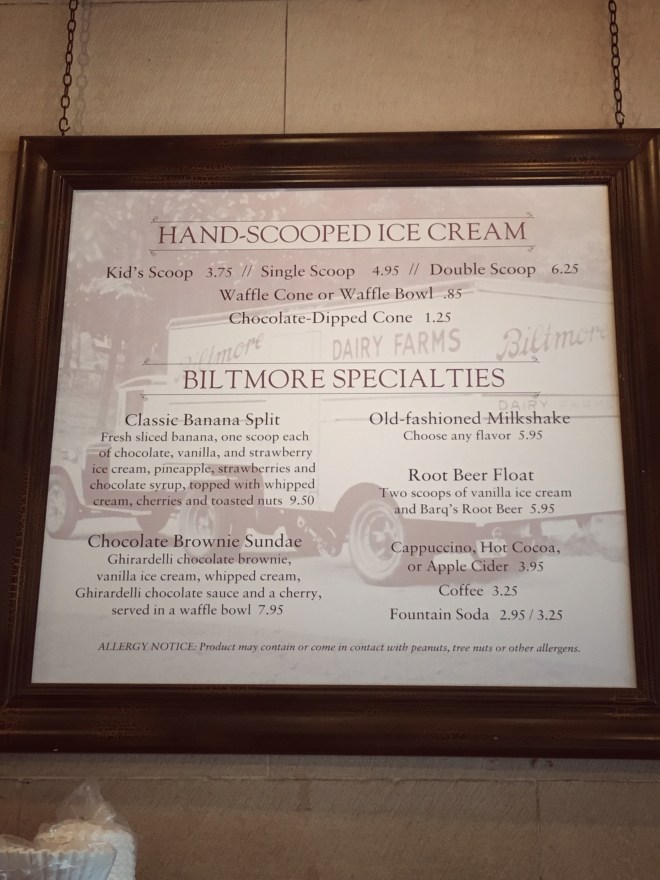 HAND-SCOOPED ICE CREAM
Kid's Scoop 3.75 // Single Scoop 4.95 // Double Scoop 6.25
Waffle Cone or Waffle Bowl .85
Chocolate-Dipped Cone 1.25
Biltmore DAIRY FARMS Biltmore
BILTMORE SPECIALTIES
DAIRY FARMS
Classic Banana Split
Fresh sliced banana, one scoop each
of chocolate, vanilla, and strawberry
ice cream, pineapple, strawberries and
chocolate syrup, topped with whipped
cream, cherries and toasted nuts 9.50
Chocolate Brownie Sundae
Ghirardelli chocolate brownie,
vanilla ice cream, whipped cream,
Ghirardelli chocolate sauce and a cherry,
served in a waffle bowl 7.95
Old-fashioned Milkshake
Choose any flavor 5.95
Root Beer Float
Two scoops of vanilla ice cream
and Barq's Root Beer 5.95
Cappuccino, Hot Cocoa,
or Apple Cider 3.95
Coffee 3.25
Fountain Soda 2.95 / 3.25
ALLERGY NOTICE: Product may contain or come in contact with peanuts, tree nuts or other allergens.